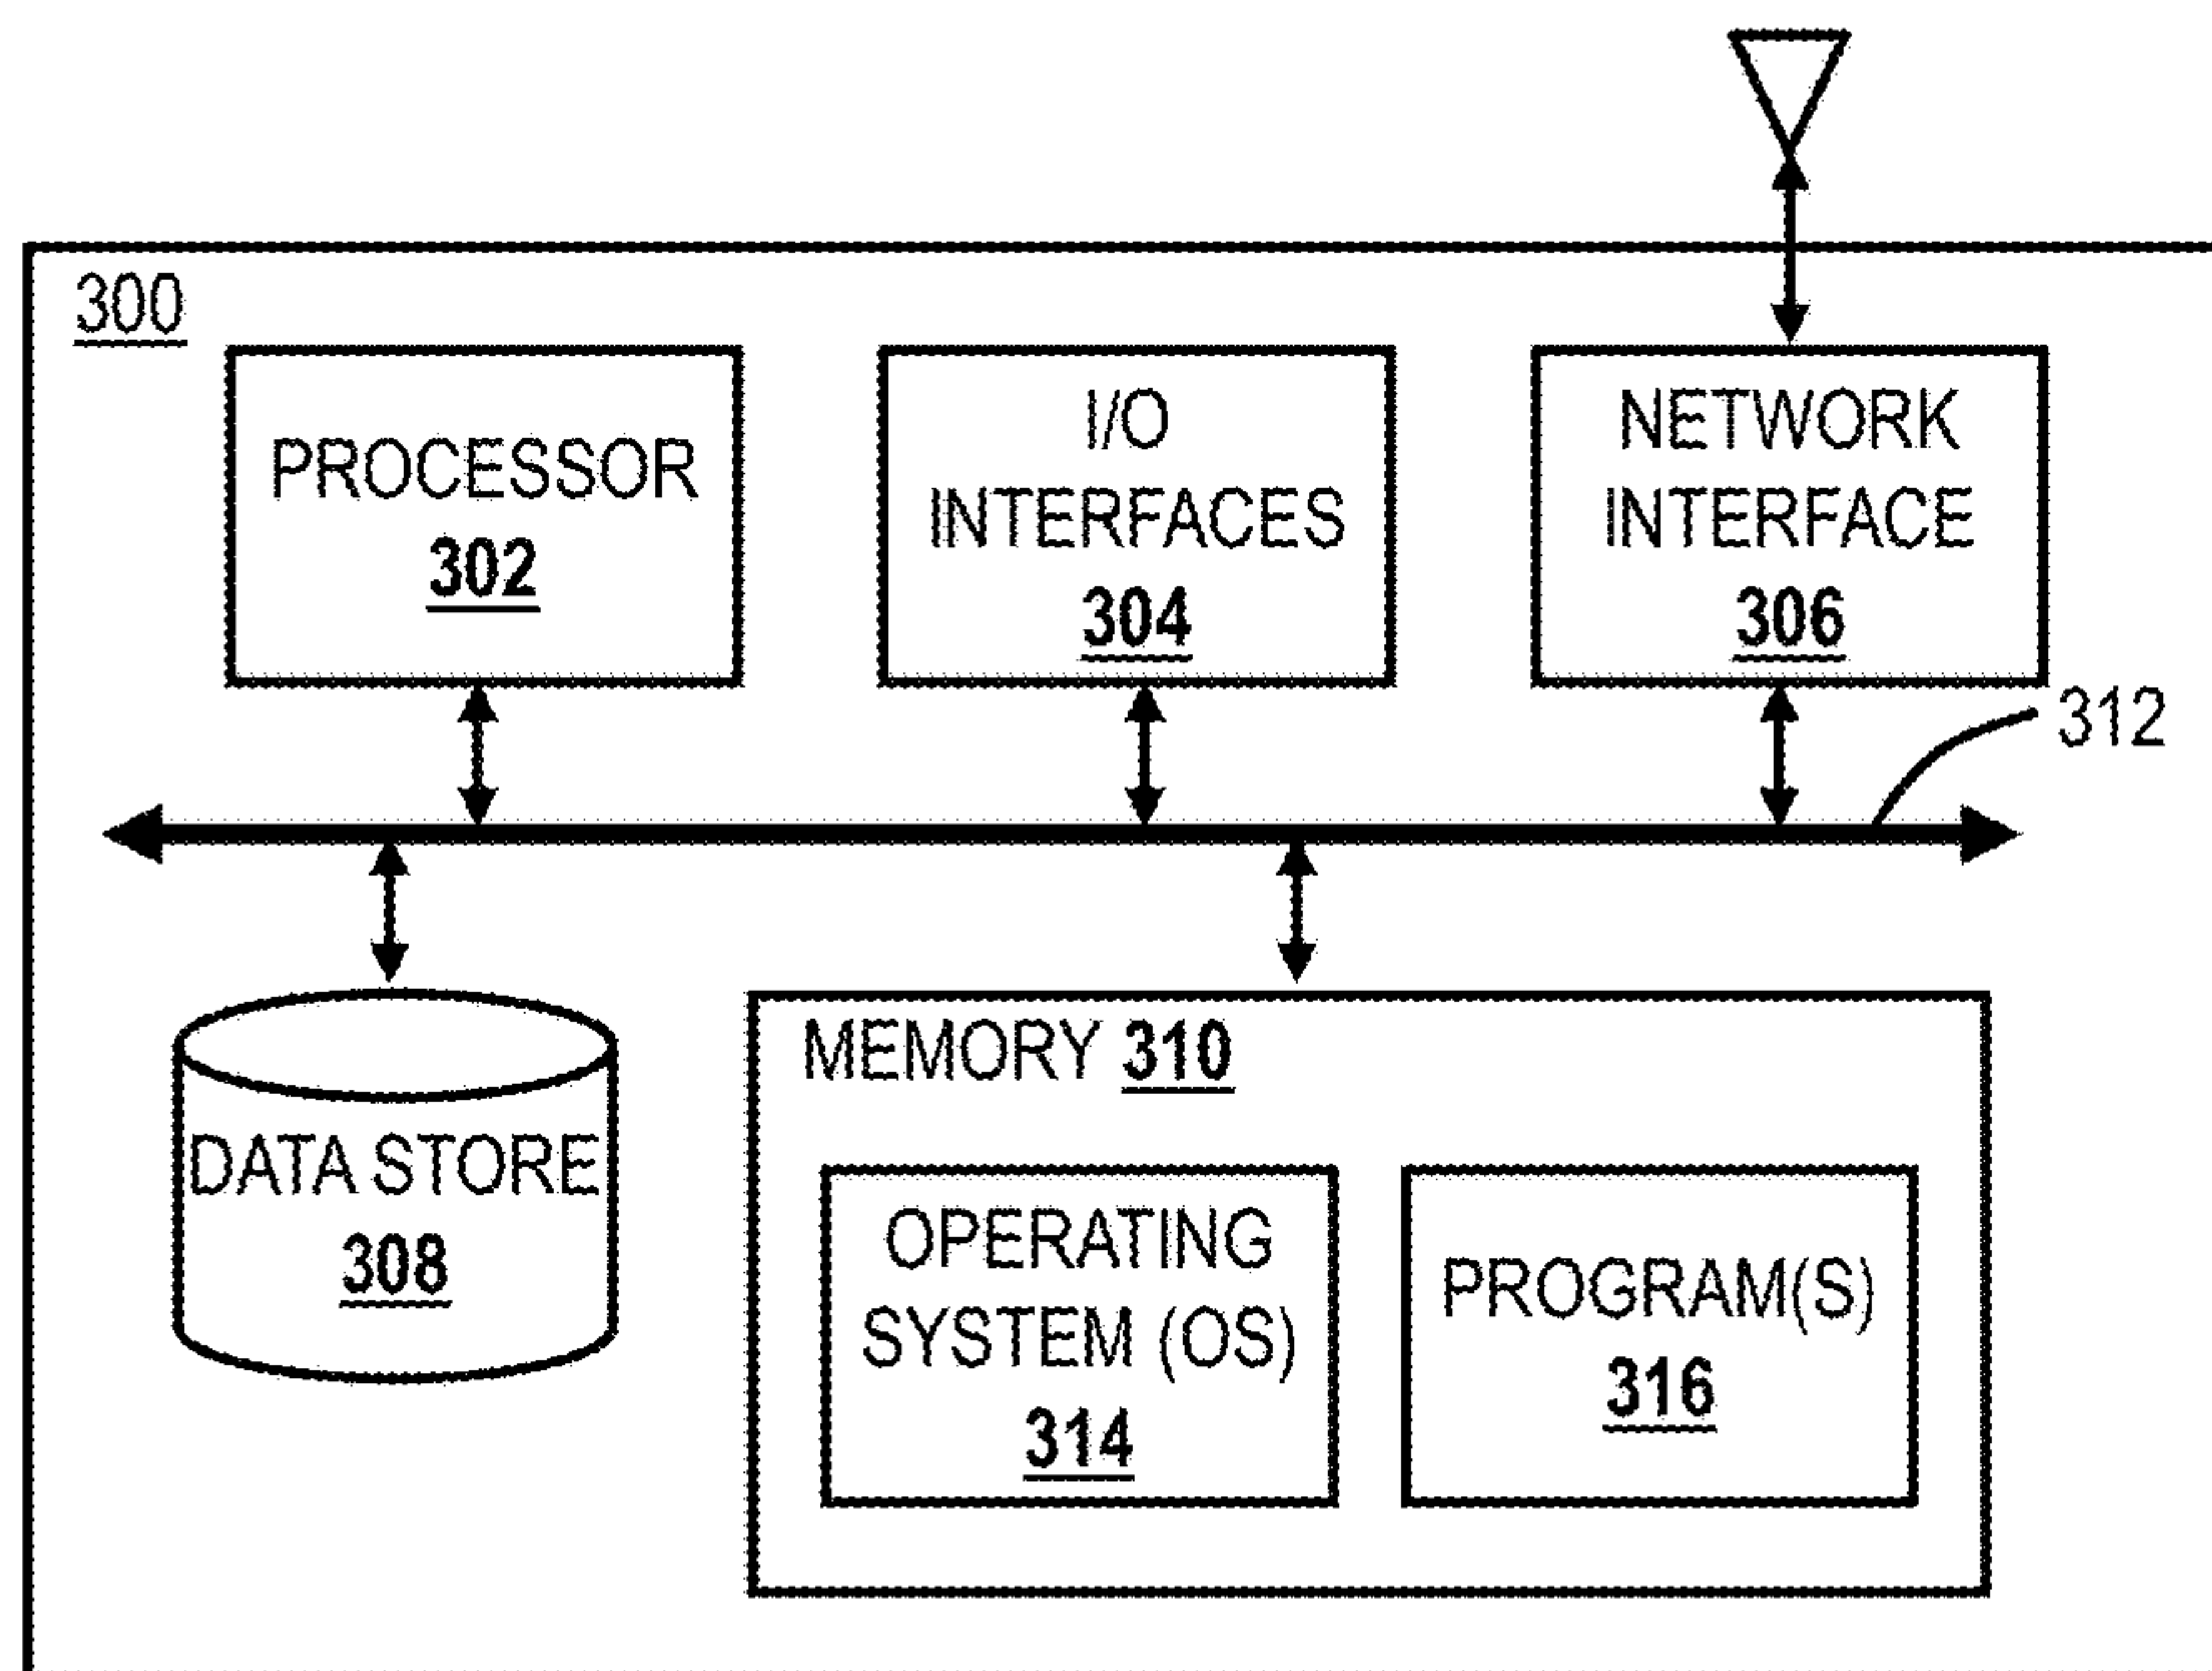 300
PROCESSOR
302
I/O
INTERFACES
304
NETWORK
INTERFACE
306
312
DATA STORE
308
MEMORY 310
OPERATING
SYSTEM (OS)
314
PROGRAM(S)
316